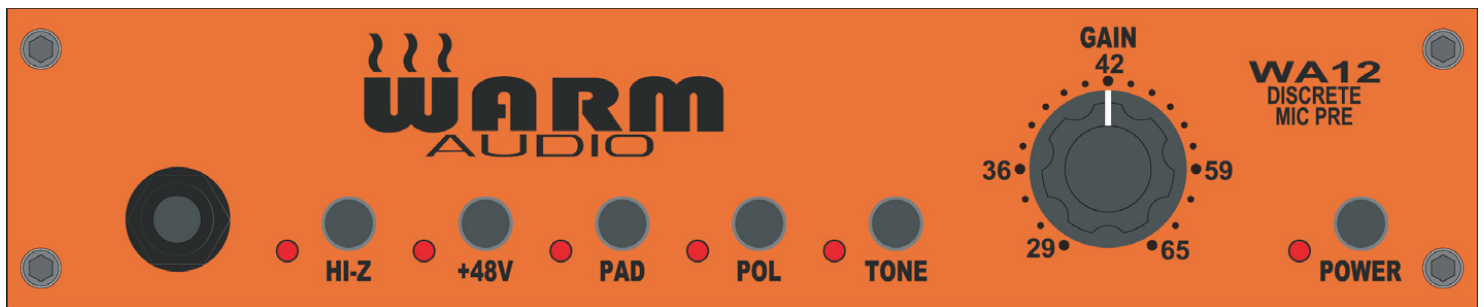 WARM
AUDIO
HI-Z
+48V
PAD
POL
TONE
GAIN
42
36
59
29
65
WA12
DISCRETE
MIC PRE
POWER